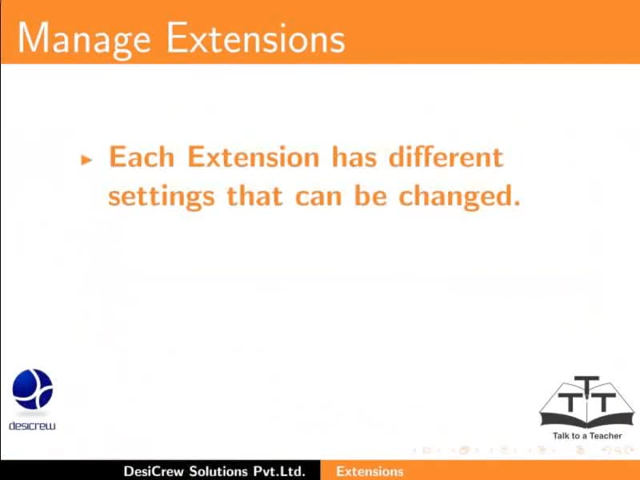 Manage Extensions
Each Extension has different
settings that can be changed.
desicrew
TTT
Talk to a Teacher
DesiCrew Solutions Pvt.Ltd. Extensions